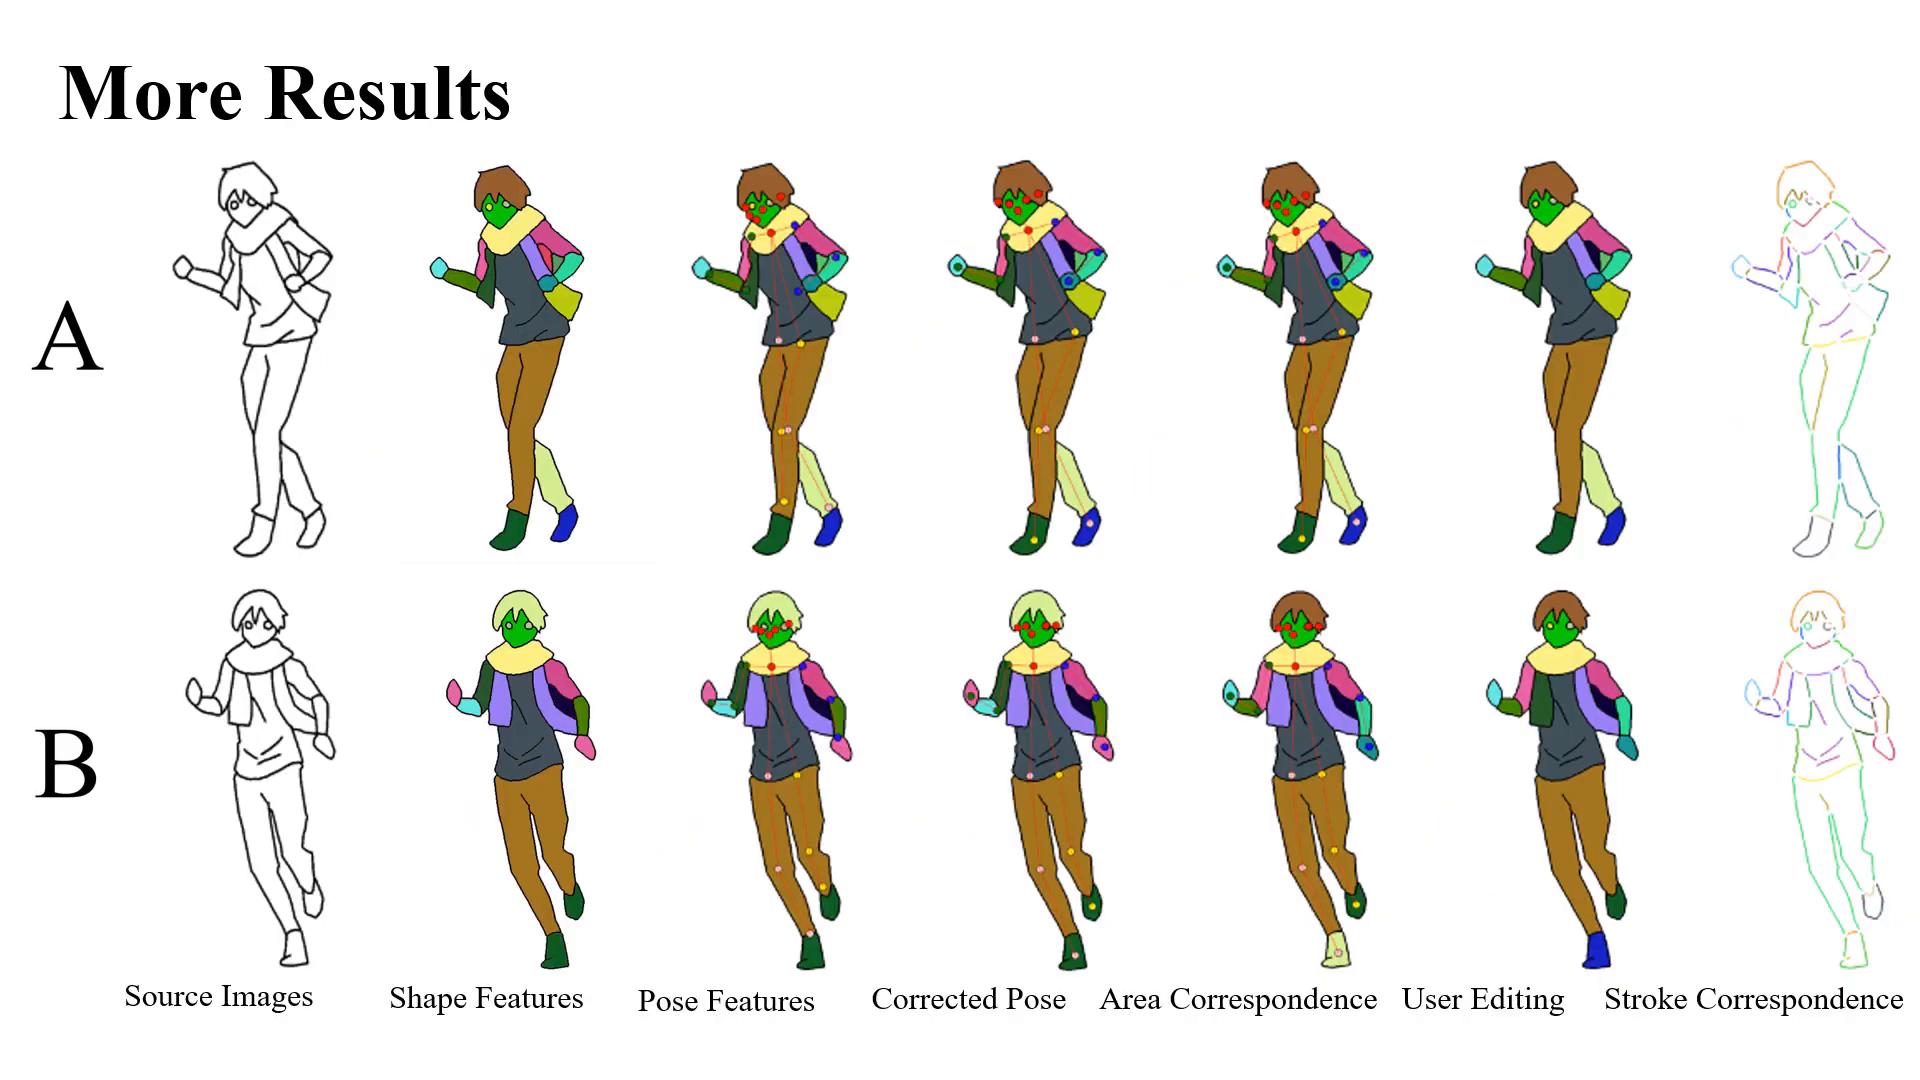 More Results
A
B
Source Images
Shape Features
Pose Features
Corrected Pose
Area Correspondence
User Editing
Stroke Correspondence